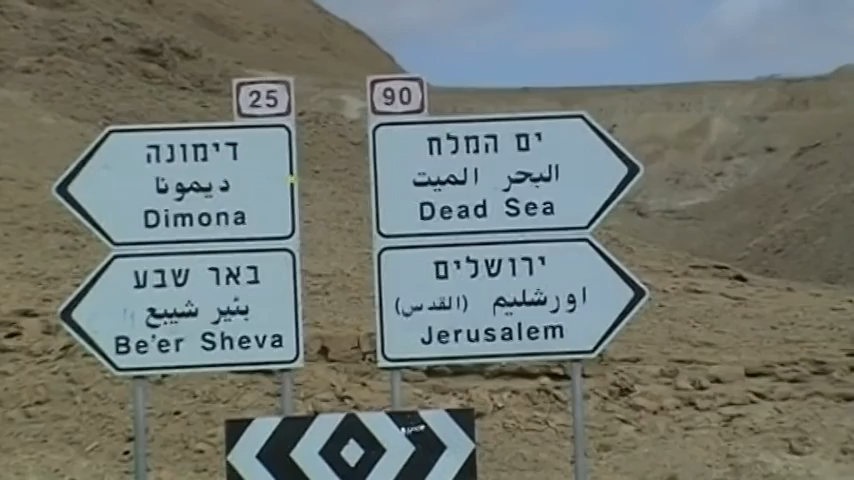 25
דימונה
ديمونا
Dimona
באר שבע
بئير شيبع
Be'er Sheva
90
ים המלח
البحر الميت
Dead Sea
ירושלים
اورشليم (القدس)
Jerusalem